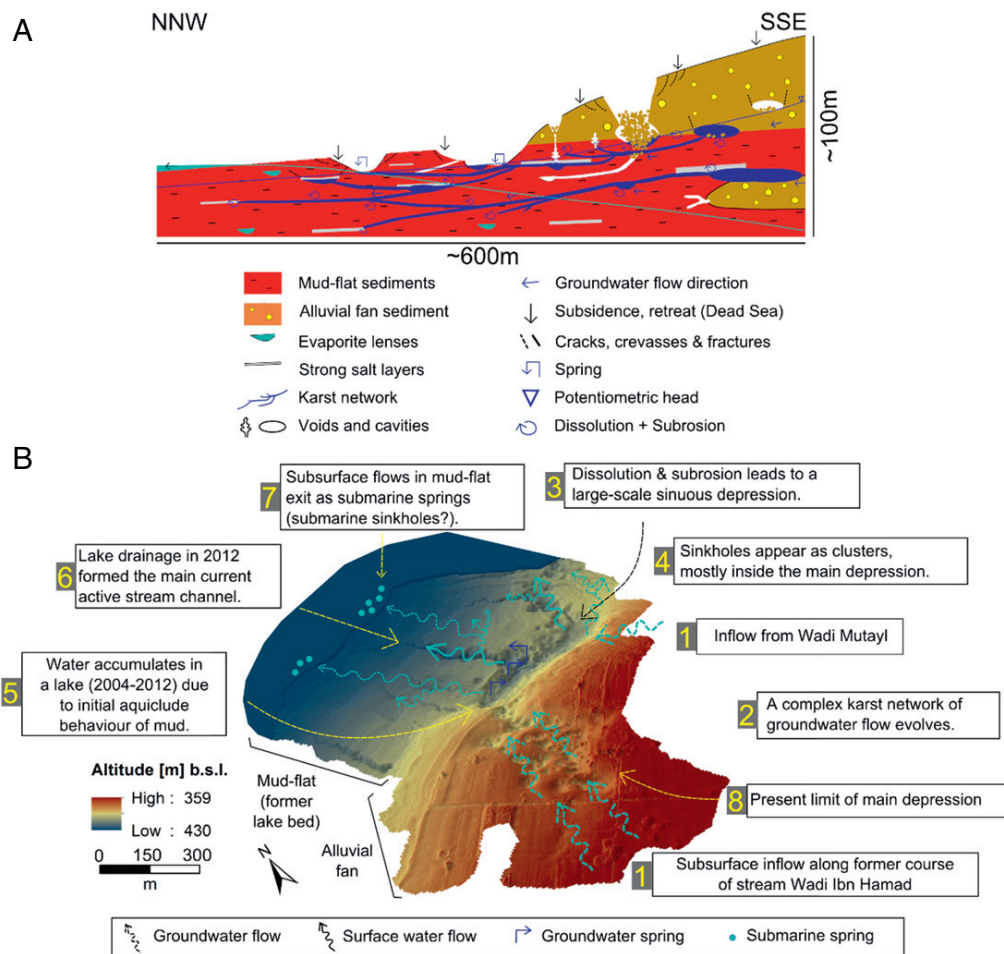 A
NNW
SSE
~100m
~600m
Mud-flat sediments
Alluvial fan sediment
Evaporite lenses
Strong salt layers
Karst network
Voids and cavities
Groundwater flow direction
Subsidence, retreat (Dead Sea)
Cracks, crevasses & fractures
Spring
Potentiometric head
Dissolution + Subrosion
B
7
Subsurface flows in mud-flat
exit as submarine springs
(submarine sinkholes?).
3
Dissolution & subrosion leads to a
large-scale sinuous depression.
6
Lake drainage in 2012
formed the main current
active stream channel.
4
Sinkholes appear as clusters,
mostly inside the main depression.
1
Inflow from Wadi Mutayl
5
Water accumulates in
a lake (2004-2012) due
to initial aquiclude
behaviour of mud.
2
A complex karst network of
groundwater flow evolves.
8
Present limit of main depression
1
Subsurface inflow along former course
of stream Wadi Ibn Hamad
Mud-flat
(former
lake bed)
Alluvial
fan
Altitude [m] b.s.l.
High : 359
Low : 430
0 150 300
m
N
Groundwater flow
Surface water flow
Groundwater spring
Submarine spring